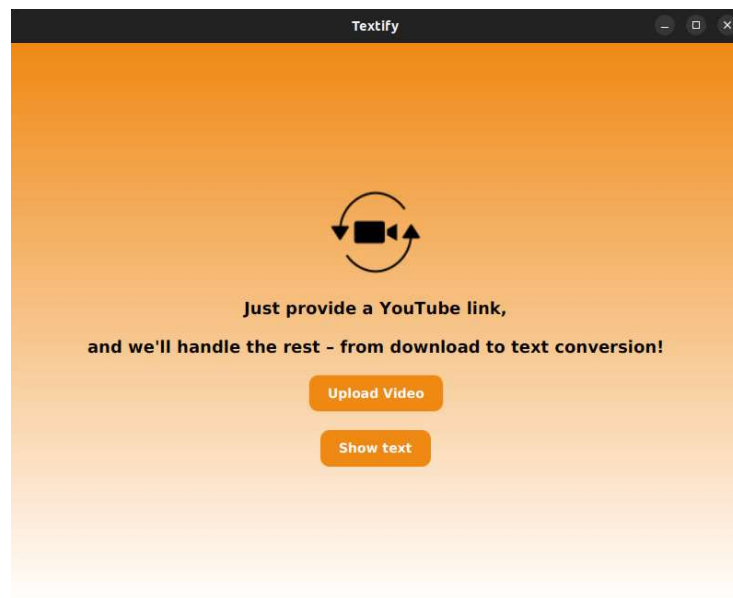 Textify
Just provide a YouTube link,
and we'll handle the rest – from download to text conversion!
Upload Video
Show text